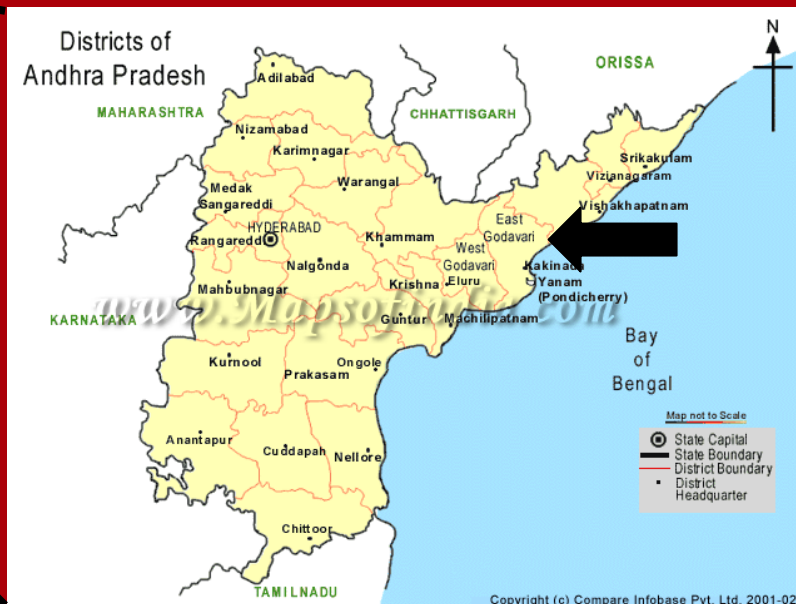 Districts of
Andhra Pradesh
N
ORISSA
MAHARASHTRA
CHHATTISGARH
Adilabad
Nizamabad
Karimnagar
Srikakulam
Vizianagaram
Warangal
Medak
Sangareddi
Vishakhapatnam
HYDERABAD
Rangareddi
East
Godavari
Khammam
West
Godavari
Nalgonda
Kakinada
Mahbubnagar
Krishna
Eluru
Yanam
(Pondicherry)
www.Mapsofindia.com
KARNATAKA
Guntur
Machilipatnam
Bay
of
Bengal
Kurnool
Ongole
Prakasam
Anantapur
Cuddapah
Nellore
Chittoor
TAMILNADU
Map not to Scale
State Capital
State Boundary
District Boundary
District
Headquarter
Copyright (c) Compare Infobase Pvt. Ltd. 2001-02